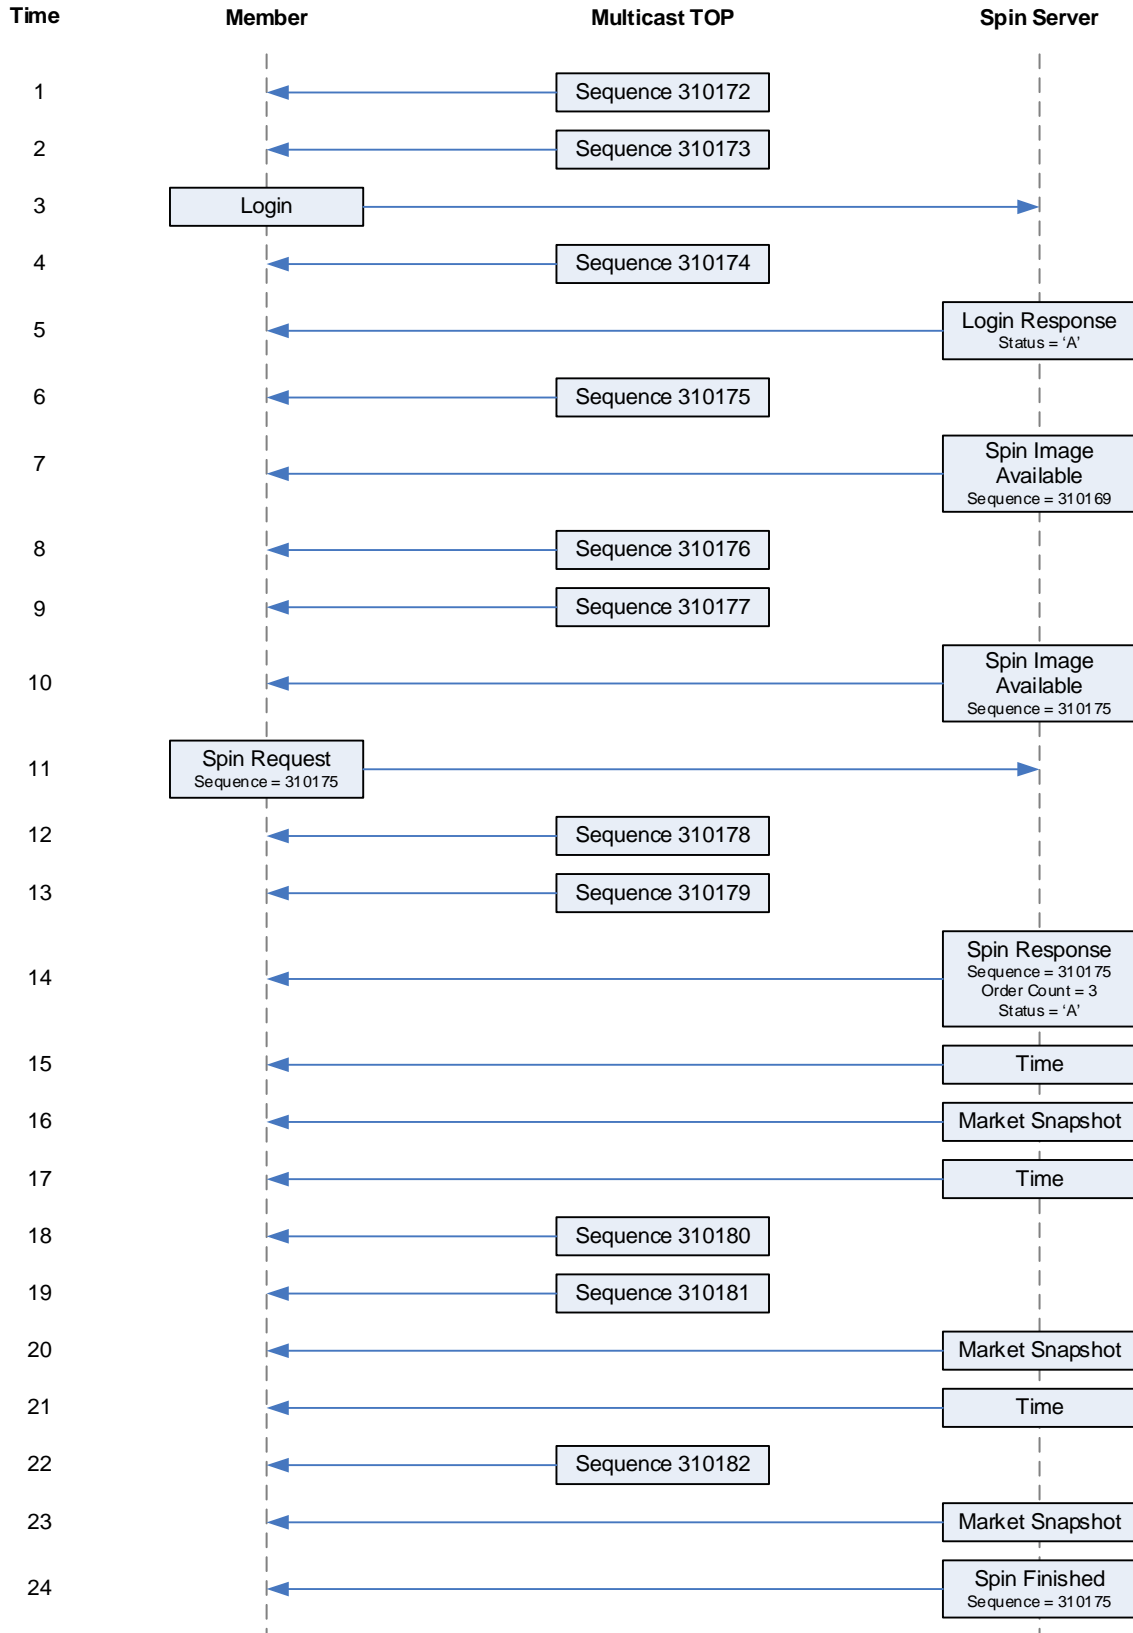 Time Member Multicast TOP Spin Server
1 Sequence 310172
2 Sequence 310173
3 Login
4 Sequence 310174
5 Login Response
Status = ‘A’
6 Sequence 310175
7 Spin Image
Available
Sequence = 310169
8 Sequence 310176
9 Sequence 310177
10 Spin Image
Available
Sequence = 310175
11 Spin Request
Sequence = 310175
12 Sequence 310178
13 Sequence 310179
14 Spin Response
Sequence = 310175
Order Count = 3
Status = ‘A’
15 Time
16 Market Snapshot
17 Time
18 Sequence 310180
19 Sequence 310181
20 Market Snapshot
21 Time
22 Sequence 310182
23 Market Snapshot
24 Spin Finished
Sequence = 310175